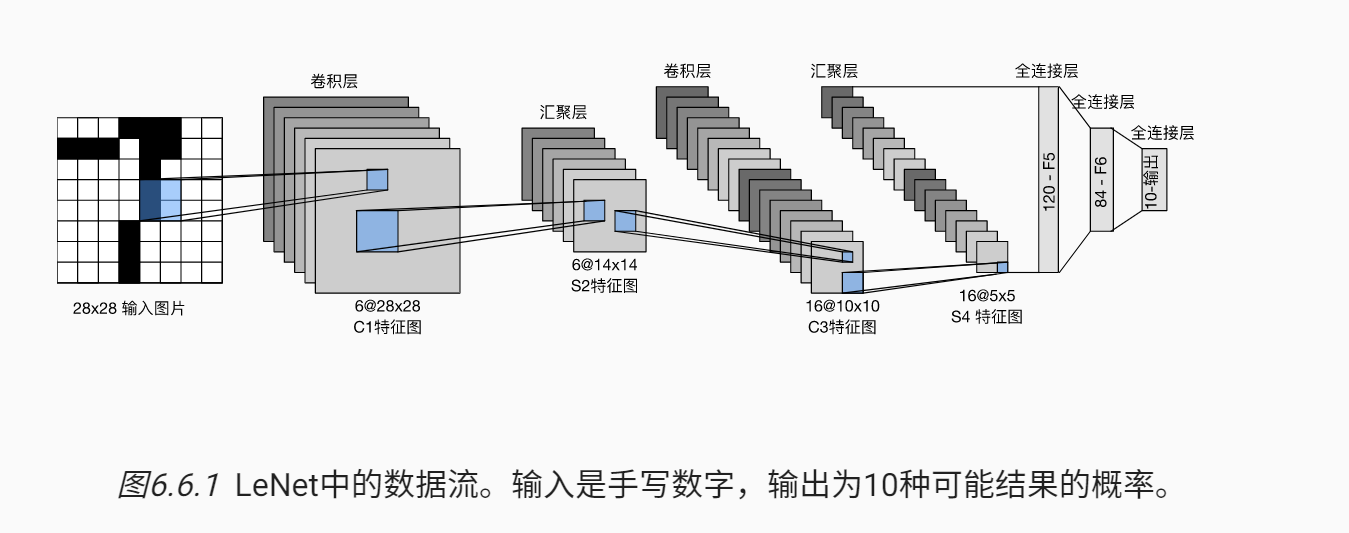 卷积层
汇聚层
卷积层
汇聚层
全连接层
全连接层
全连接层
120 - F5
84 - F6
10-输出
28x28 输入图片
6@28x28
C1特征图
6@14x14
S2特征图
16@10x10
C3特征图
16@5x5
S4 特征图
图6.6.1 LeNet中的数据流。输入是手写数字，输出为10种可能结果的概率。